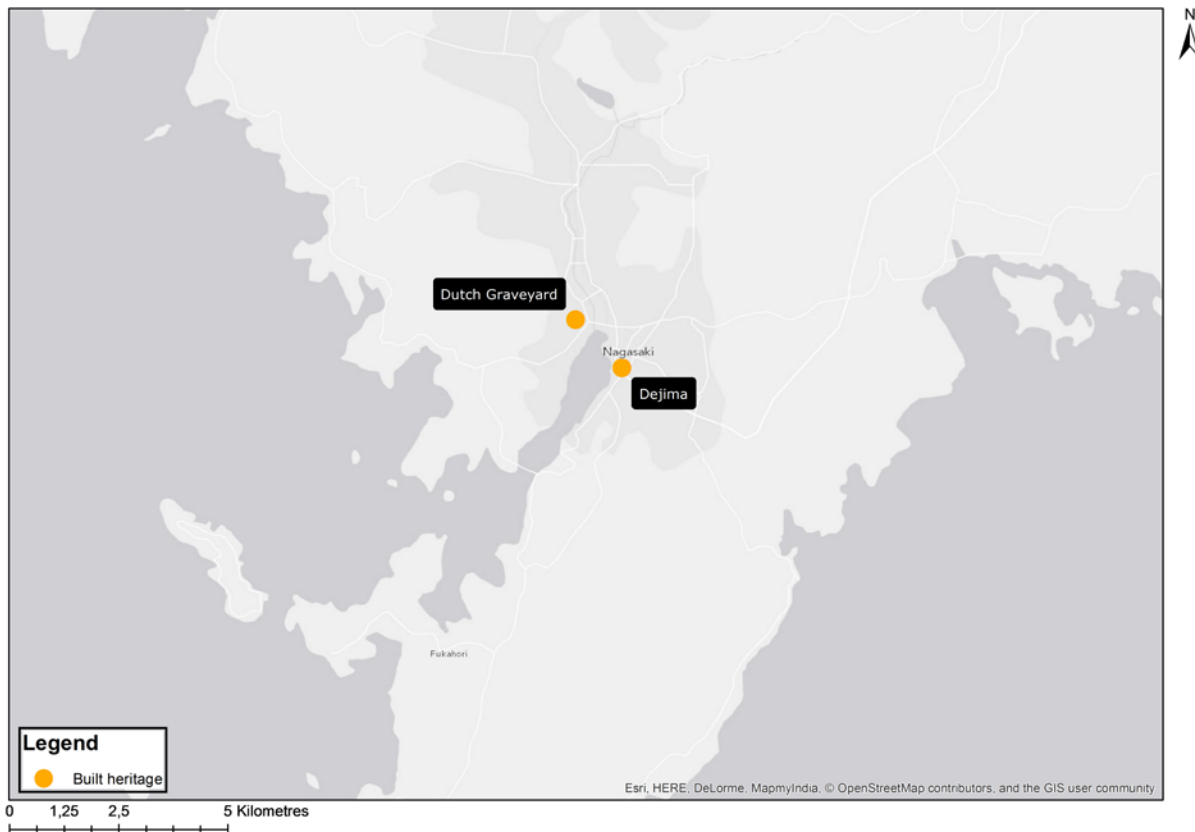 N
Dutch Graveyard
Nagasaki
Dejima
Fukahori
Legend
Built heritage
Esri, HERE, DeLorme, MapmyIndia, © OpenStreetMap contributors, and the GIS user community
0 1,25 2,5 5 Kilometres